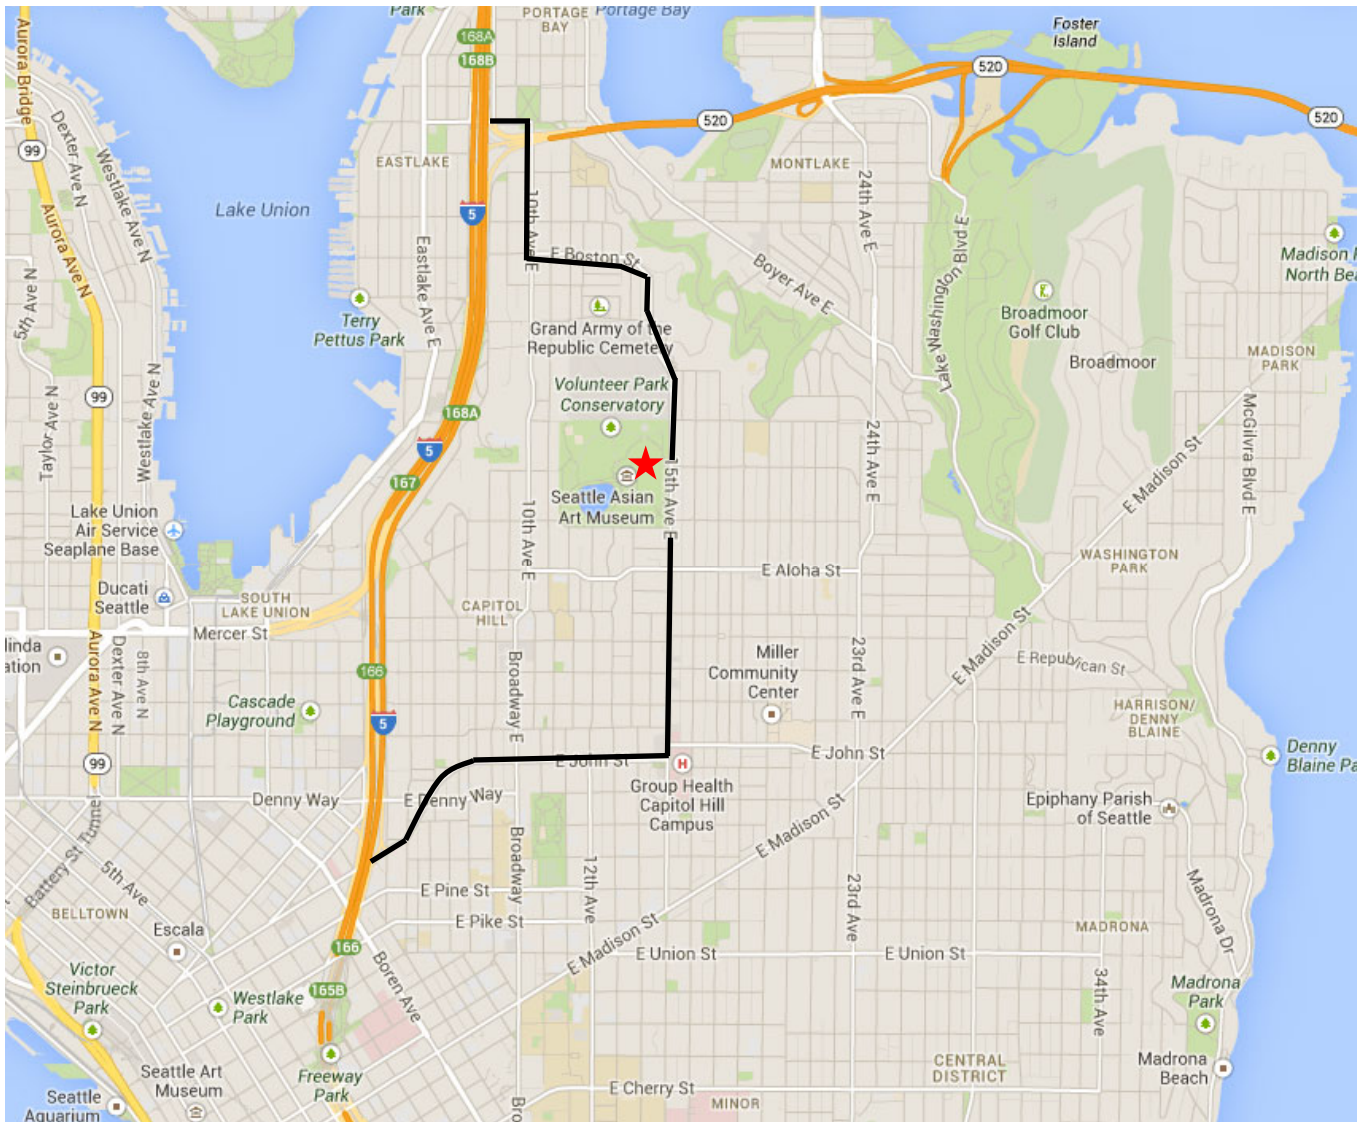 Park
PORTAGE
BAY
Portage Bay
168A
168B
Foster
Island
520
520
520
Aurora Bridge
Dexter Ave N
Westlake Ave N
99
EASTLAKE
MONTLAKE
24th Ave E
5
Lake Union
10th Ave E
Aurora Ave N
Eastlake Ave E
E Boston St
Boyer Ave E
Lake Washington Blvd E
5th Ave N
Terry
Pettus Park
Grand Army of the
Republic Cemetery
Broadmoor
Golf Club
Broadmoor
MADISON
PARK
Volunteer Park
Conservatory
Westlake Ave N
Taylor Ave N
99
168A
5
167
24th Ave E
E Madison St
McGilvra Blvd E
Seattle Asian
Art Museum
15th Ave E
10th Ave E
Lake Union
Air Service
Seaplane Base
WASHINGTON
PARK
Ducati
Seattle
SOUTH
LAKE UNION
Mercer St
CAPITOL
HILL
E Aloha St
Aurora Ave N
Dexter Ave N
8th Ave N
166
Broadway E
Miller
Community
Center
23rd Ave E
E Madison St
E Republican St
Cascade
Playground
5
HARRISON/
DENNY
BLAINE
99
E John St
E John St
H
Denny
Denny Way
E Denny Way
Group Health
Capitol Hill
Campus
E Madison St
Epiphany Parish
of Seattle
Battery St Tunnel
5th Ave
BELLTOWN
Escala
E Pine St
E Pike St
Broadway
12th Ave
23rd Ave
Madrona Dr
MADRONA
166
Boren Ave
E Madison St
E Union St
E Union St
Victor
Steinbrueck
Park
Westlake
Park
165B
34th Ave
Madrona
Park
Freeway
Park
Seattle Art
Museum
Seattle
Aquarium
E Cherry St
MINOR
CENTRAL
DISTRICT
Madrona
Beach